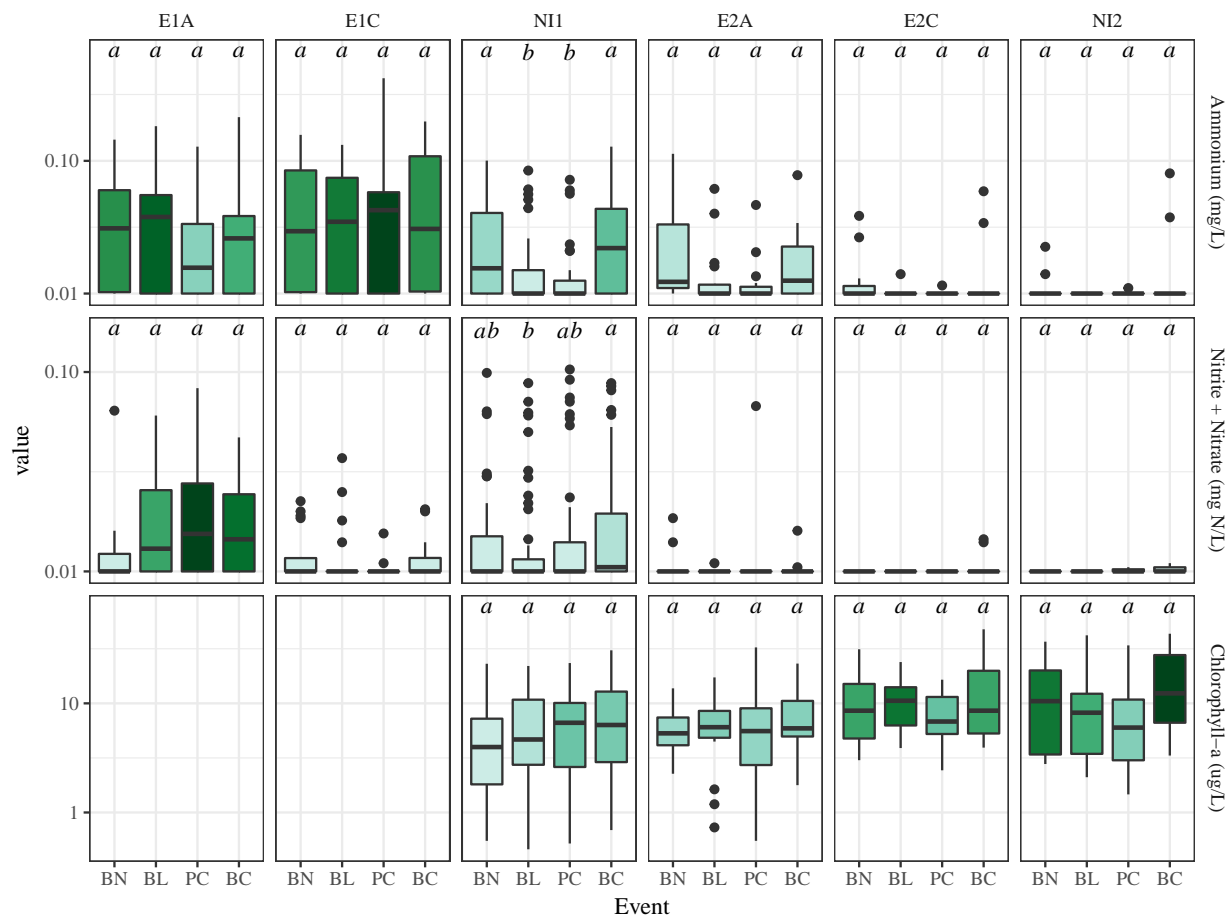 E1A E1C NI1 E2A E2C NI2
a a a a a a a a a b b a a a a a a a a a a a a a
0.10
0.01
Ammonium (mg/L)
a a a a a a a a ab b ab a a a a a a a a a a a a a
0.10
0.01
Nitrite + Nitrate (mg N/L)
value
a a a a a a a a a a a a a a a a
10
1
Chlorophyll−a (ug/L)
BN BL PC BC BN BL PC BC BN BL PC BC BN BL PC BC BN BL PC BC BN BL PC BC
Event